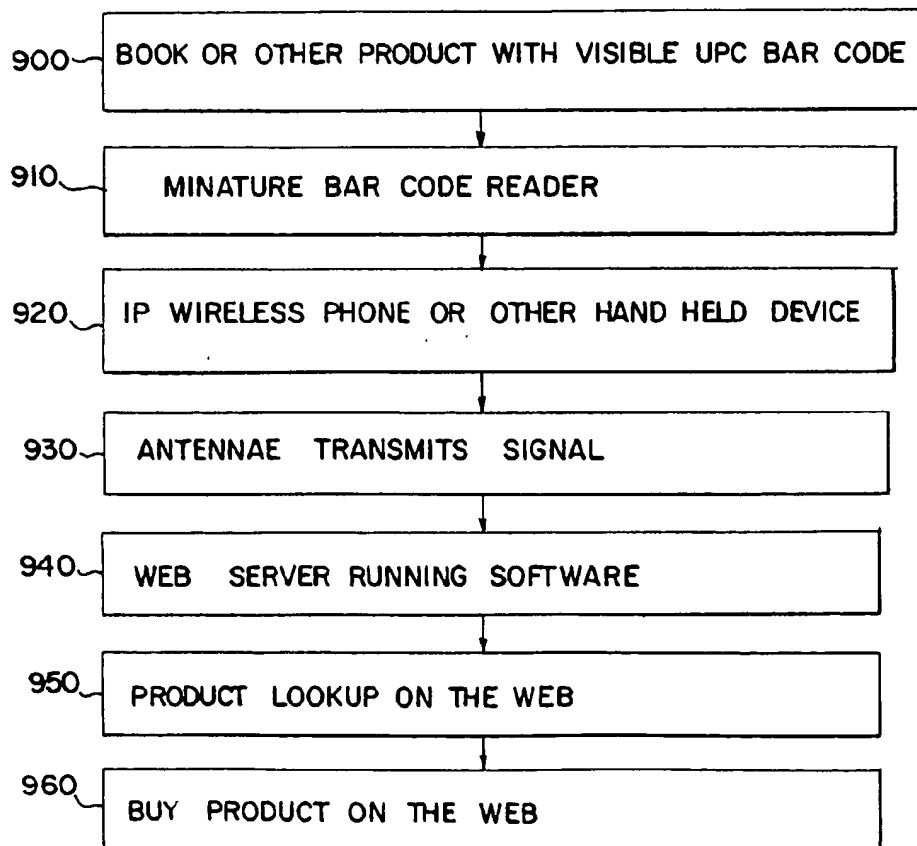 900 BOOK OR OTHER PRODUCT WITH VISIBLE UPC BAR CODE
910 MINATURE BAR CODE READER
920 IP WIRELESS PHONE OR OTHER HAND HELD DEVICE
930 ANTENNAE TRANSMITS SIGNAL
940 WEB SERVER RUNNING SOFTWARE
950 PRODUCT LOOKUP ON THE WEB
960 BUY PRODUCT ON THE WEB